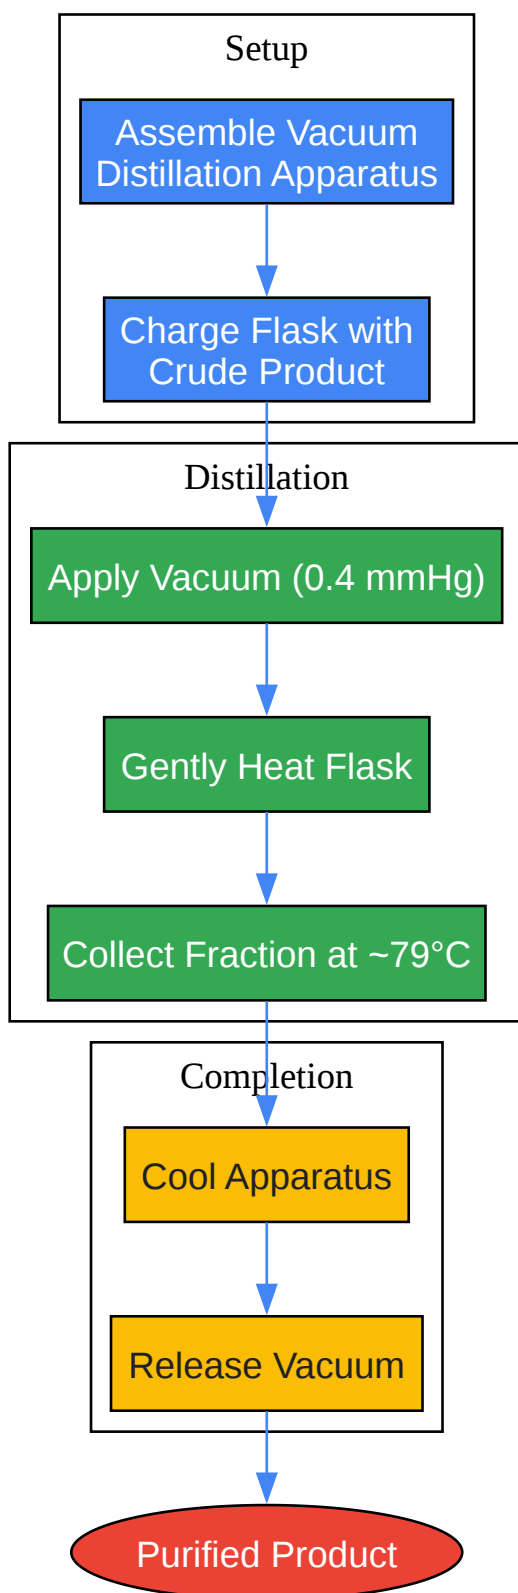 Setup
Assemble Vacuum
Distillation Apparatus
Charge Flask with
Crude Product
Distillation
Apply Vacuum (0.4 mmHg)
Gently Heat Flask
Collect Fraction at ~79°C
Completion
Cool Apparatus
Release Vacuum
Purified Product